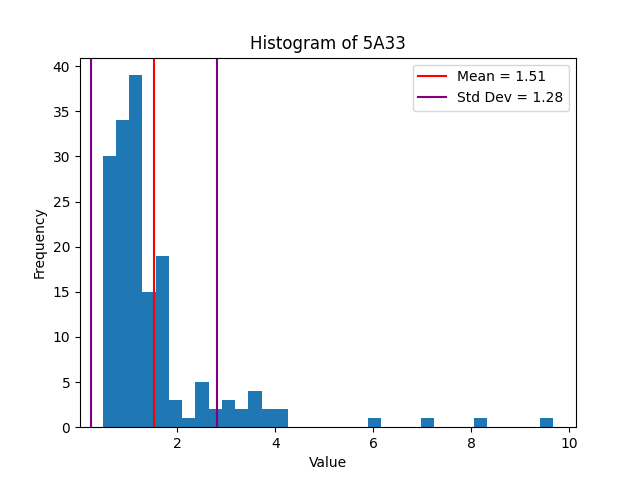 Histogram of 5A33
Mean = 1.51
Std Dev = 1.28
40
35
30
25
20
15
10
5
0
Frequency
2
4
6
8
10
Value